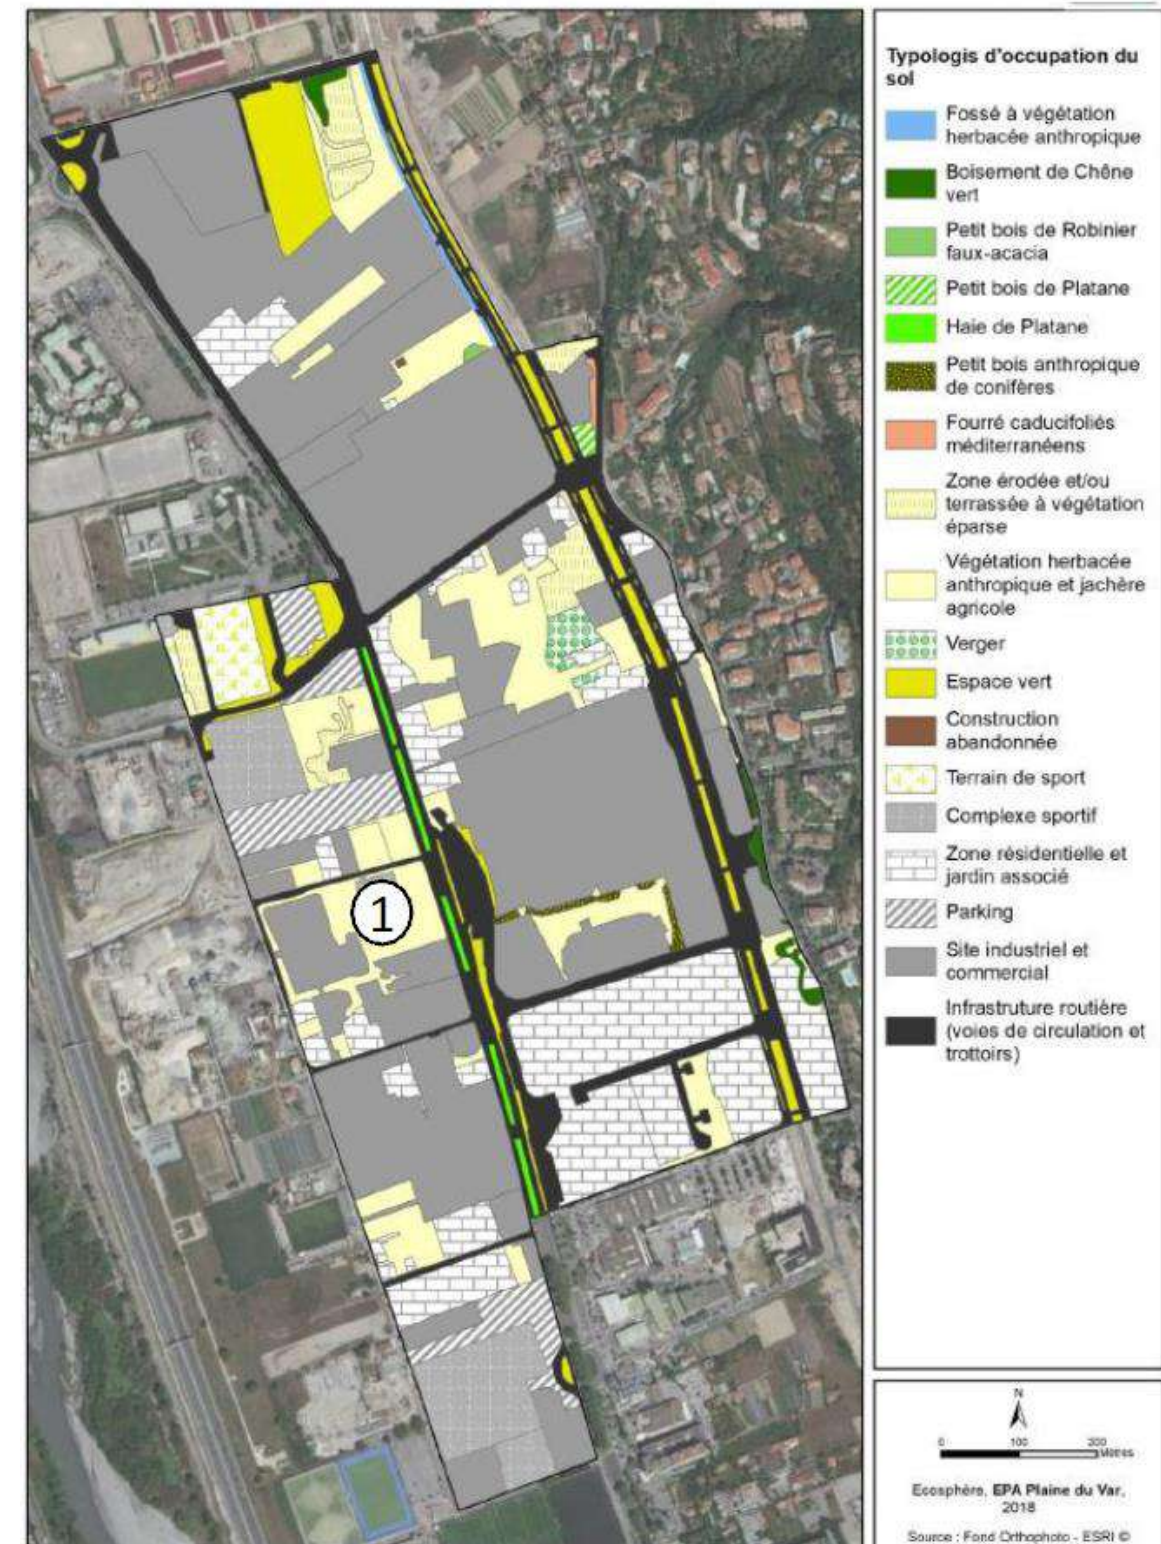 Typologis d'occupation du
sol
Fossé à végétation
herbacée anthropique
Boisement de Chêne
vert
Petit bois de Robinier
faux-acacia
Petit bois de Platane
Haie de Platane
Petit bois anthropique
de conifères
Fourré caducifoliés
méditerranéens
Zone érodée et/ou
terrassée à végétation
éparse
Végétation herbacée
anthropique et jachère
agricole
Verger
Espace vert
Construction
abandonnée
Terrain de sport
Complexe sportif
Zone résidentielle et
jardin associé
Parking
Site industriel et
commercial
Infrastruture routière
(voies de circulation et
trottoirs)
1
N
0 100 200
Mètres
Ecosphère, EPA Plaine du Var,
2018
Source : Fond Orthophoto - ESRI ©